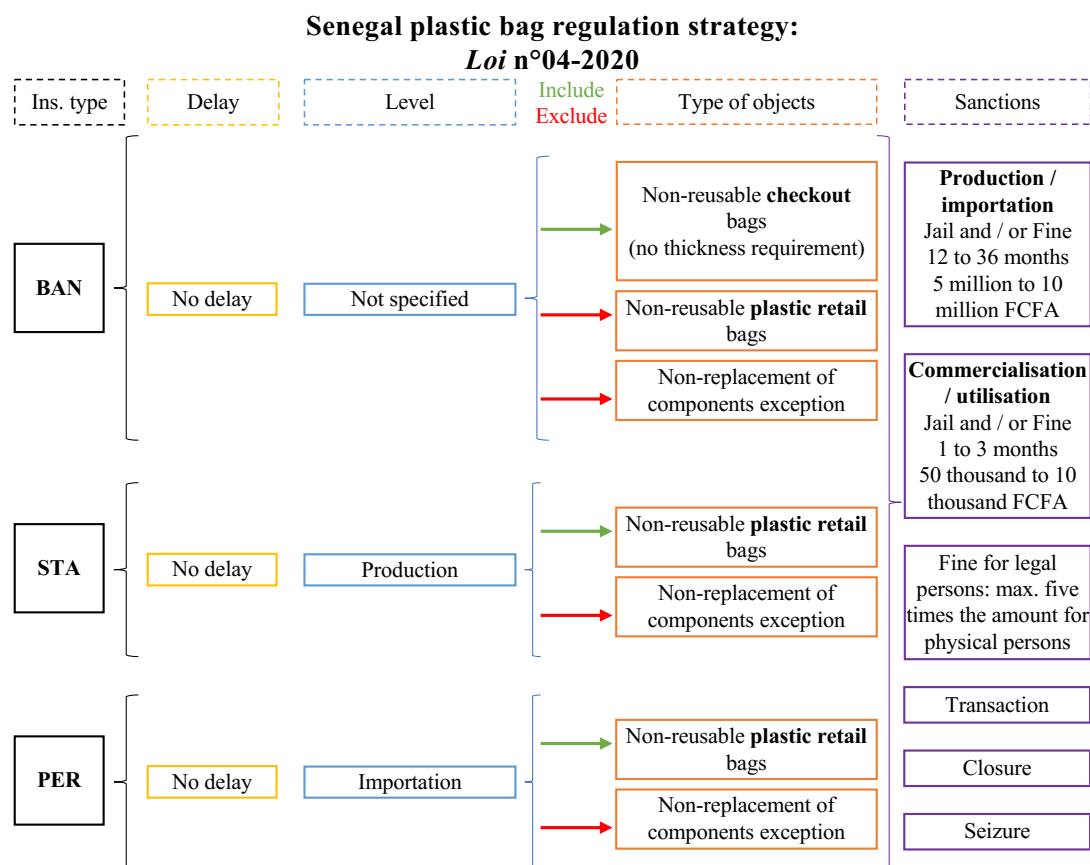 Senegal plastic bag regulation strategy:
Loi n°04-2020
Ins. type
Delay
Level
Include
Exclude
Type of objects
Sanctions
BAN
No delay
Not specified
Non-reusable checkout
bags
(no thickness requirement)
Non-reusable plastic retail
bags
Non-replacement of
components exception
STA
No delay
Production
Non-reusable plastic retail
bags
Non-replacement of
components exception
PER
No delay
Importation
Non-reusable plastic retail
bags
Non-replacement of
components exception
Production /
importation
Jail and / or Fine
12 to 36 months
5 million to 10
million FCFA
Commercialisation
/ utilisation
Jail and / or Fine
1 to 3 months
50 thousand to 10
thousand FCFA
Fine for legal
persons: max. five
times the amount for
physical persons
Transaction
Closure
Seizure